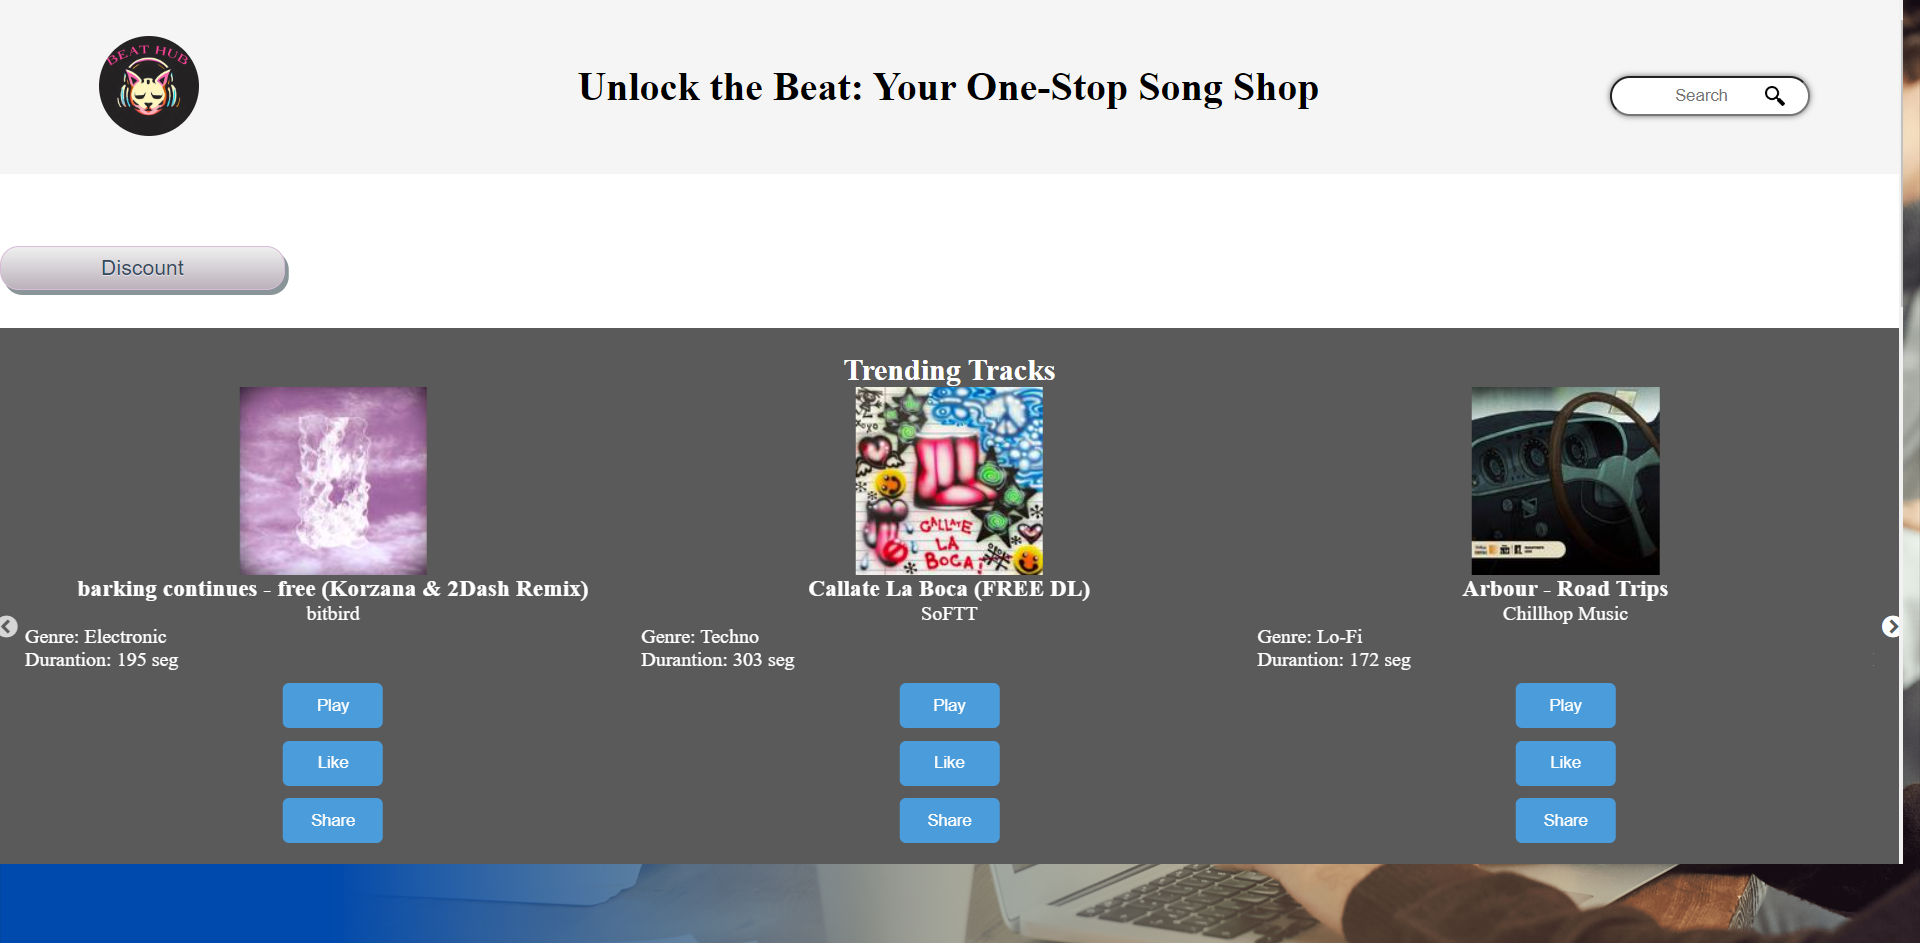 BEAT HUB
Unlock the Beat: Your One-Stop Song Shop
Search
Discount
Trending Tracks
CALLATE
LA
BOCA!
barking continues - free (Korzana & 2Dash Remix)
bitbird
Genre: Electronic
Durantion: 195 seg
Play
Like
Share
Callate La Boca (FREE DL)
SoFTT
Genre: Techno
Durantion: 303 seg
Play
Like
Share
Arbour - Road Trips
Chillhop Music
Genre: Lo-Fi
Durantion: 172 seg
Play
Like
Share